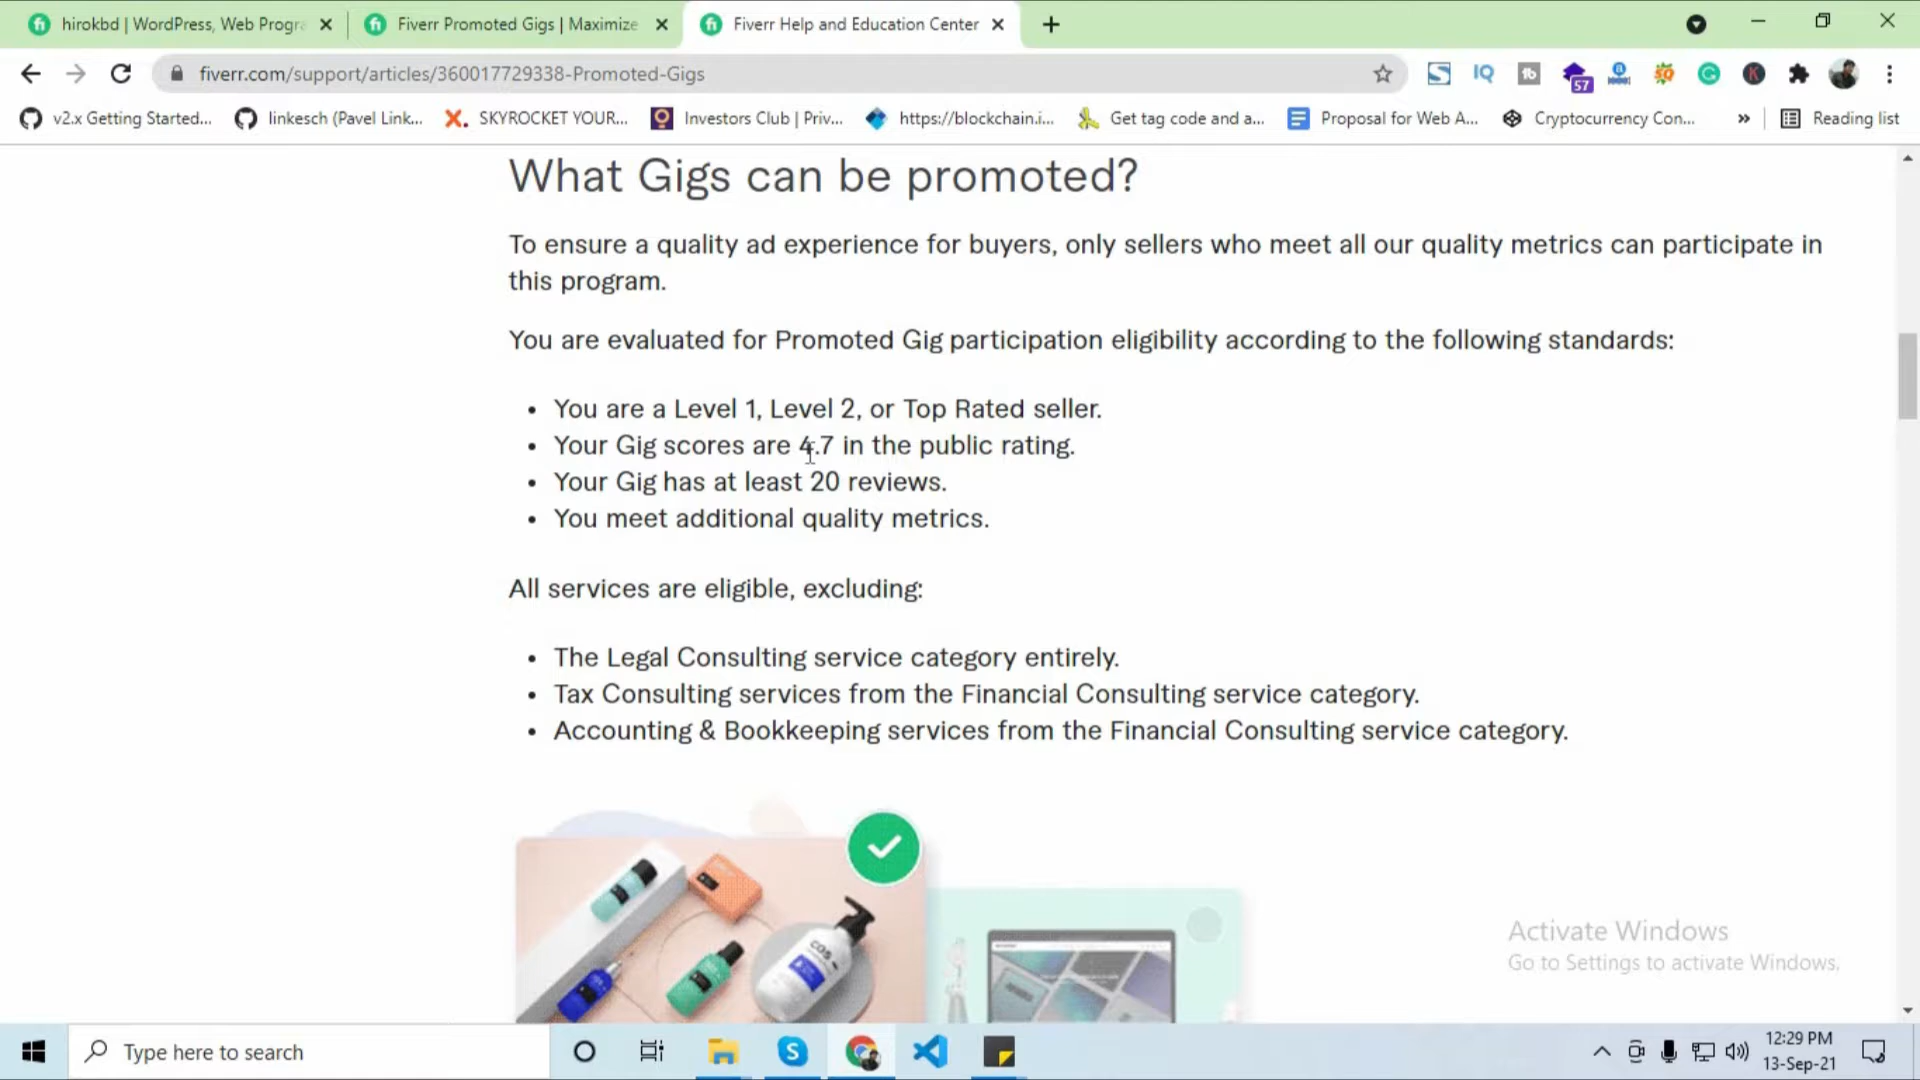 hirokbd | WordPress, Web Progra
Fiverr Promoted Gigs | Maximize
Fiverr Help and Education Center
fiverr.com/support/articles/360017729338-Promoted-Gigs
57
v2.x Getting Started...
linkesch (Pavel Link...
SKYROCKET YOUR...
Investors Club | Priv...
https://blockchain.i...
Get tag code and a...
Proposal for Web A...
Cryptocurrency Con...
Reading list
What Gigs can be promoted?
To ensure a quality ad experience for buyers, only sellers who meet all our quality metrics can participate in
this program.
You are evaluated for Promoted Gig participation eligibility according to the following standards:
• You are a Level 1, Level 2, or Top Rated seller.
• Your Gig scores are 4.7 in the public rating.
• Your Gig has at least 20 reviews.
• You meet additional quality metrics.
All services are eligible, excluding:
• The Legal Consulting service category entirely.
• Tax Consulting services from the Financial Consulting service category.
• Accounting & Bookkeeping services from the Financial Consulting service category.
Activate Windows
Go to Settings to activate Windows.
Type here to search
12:29 PM
13-Sep-21